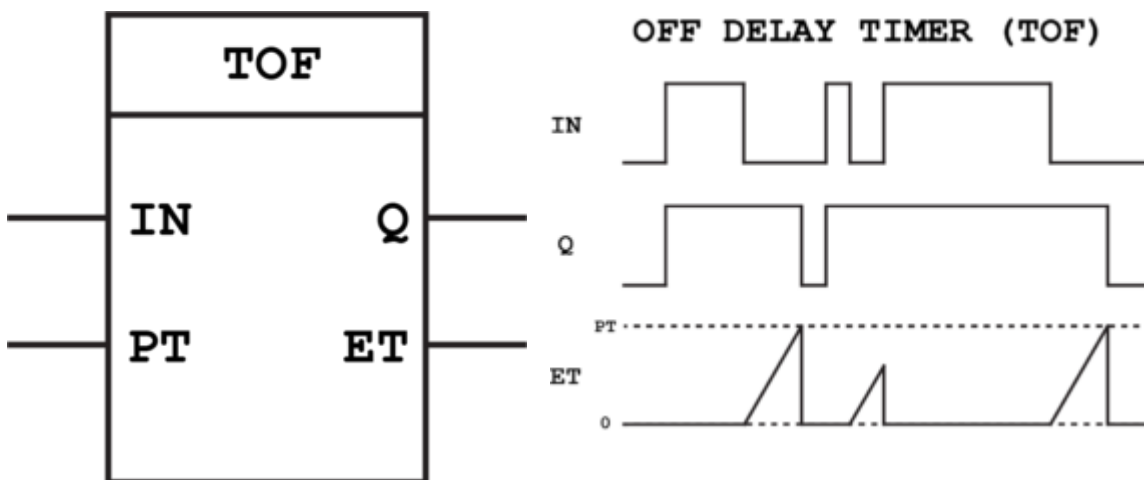 TOF
IN Q
PT ET
OFF DELAY TIMER (TOF)
IN
Q
PT
ET
0